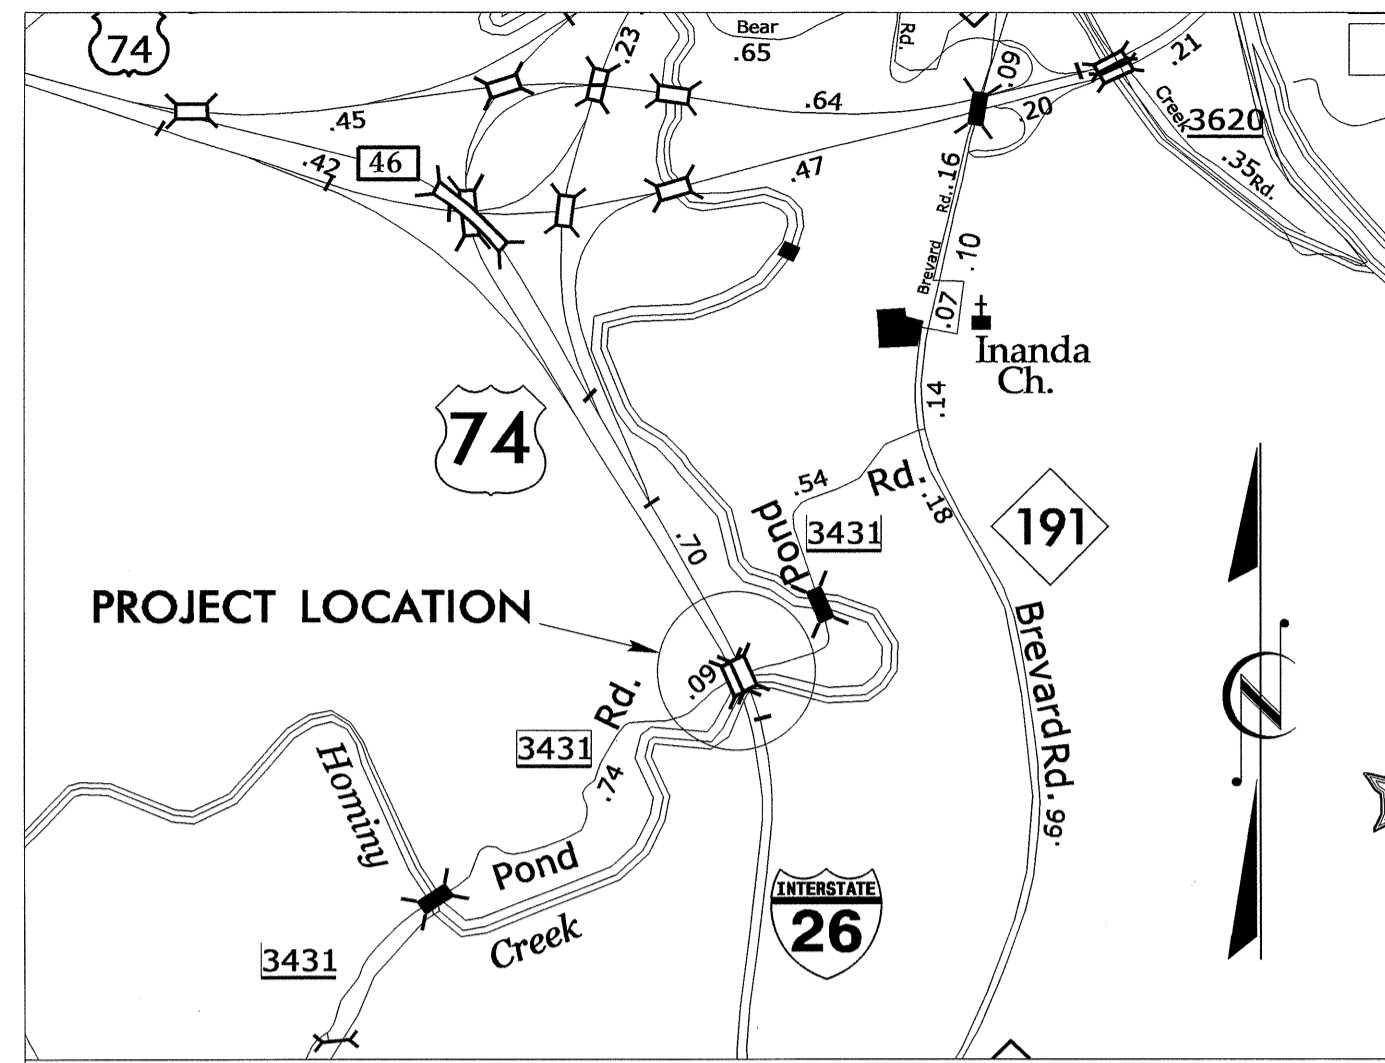 74
.23
Bear
.65
Rd.
.09
.21
.45
.64
.20
Creek
3620
.35 Rd.
.42
46
.47
.16
Rd.
Brevard
.10
.07
Inanda
Ch.
.14
74
.54
Rd.
.18
Pond
3431
191
.70
PROJECT LOCATION
.09
Rd.
Brevard Rd.
3431
.74
.99
Hominy
Pond
INTERSTATE
26
Creek
3431